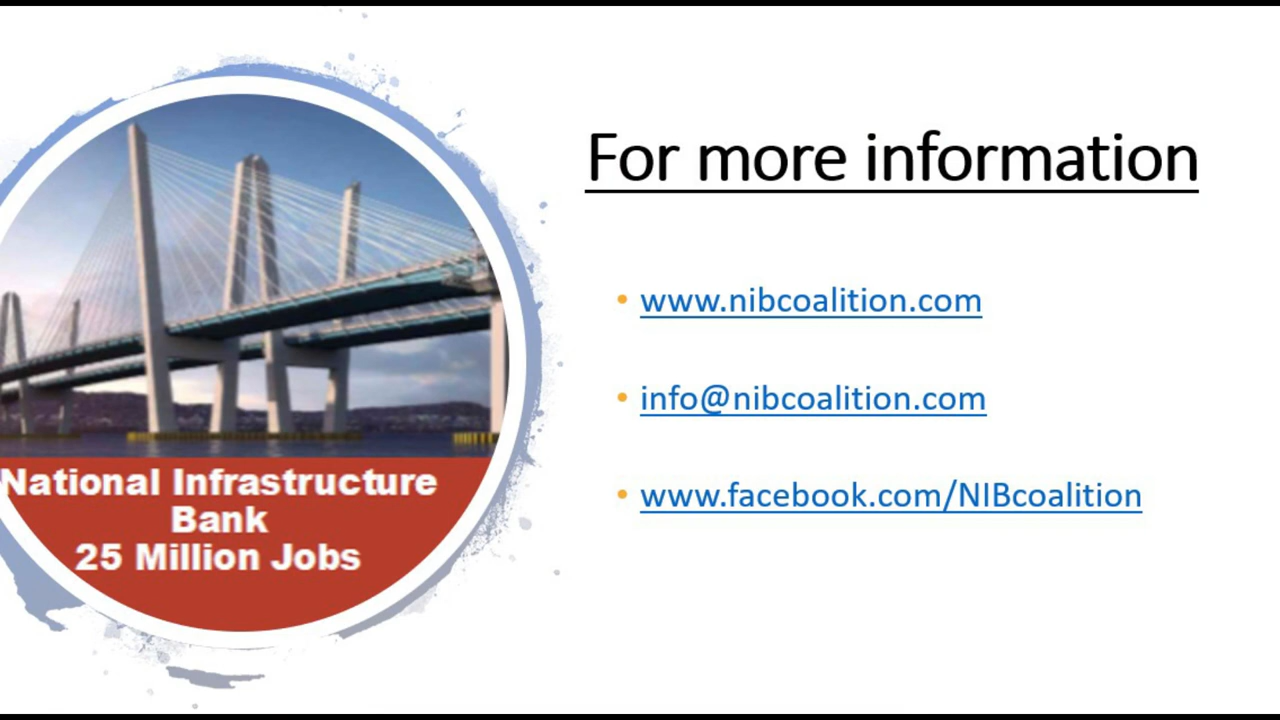 For more information
www.nibcoalition.com
info@nibcoalition.com
www.facebook.com/NIBcoalition
National Infrastructure
Bank
25 Million Jobs